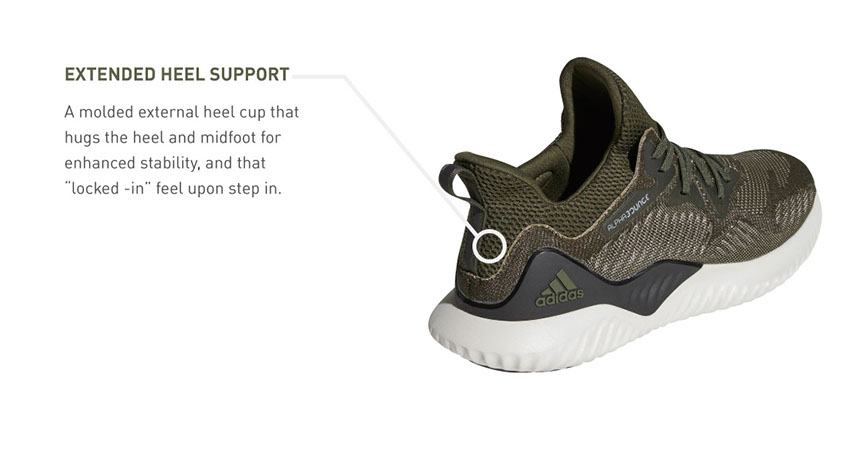 EXTENDED HEEL SUPPORT
A molded external heel cup that
hugs the heel and midfoot for
enhanced stability, and that
“locked -in” feel upon step in.
ALPHABOUNCE
adidas